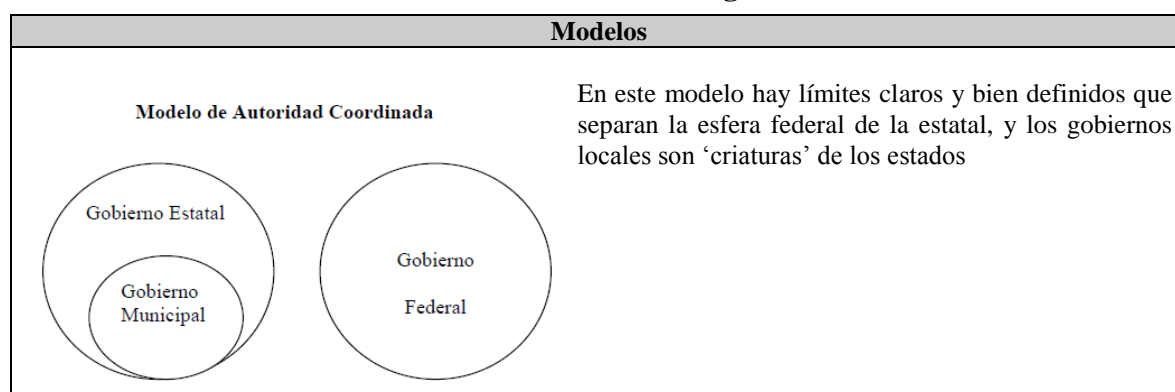 Modelos
Modelo de Autoridad Coordinada
Gobierno Estatal
Gobierno
Municipal
Gobierno
Federal
En este modelo hay límites claros y bien definidos que
separan la esfera federal de la estatal, y los gobiernos
locales son ‘criaturas’ de los estados